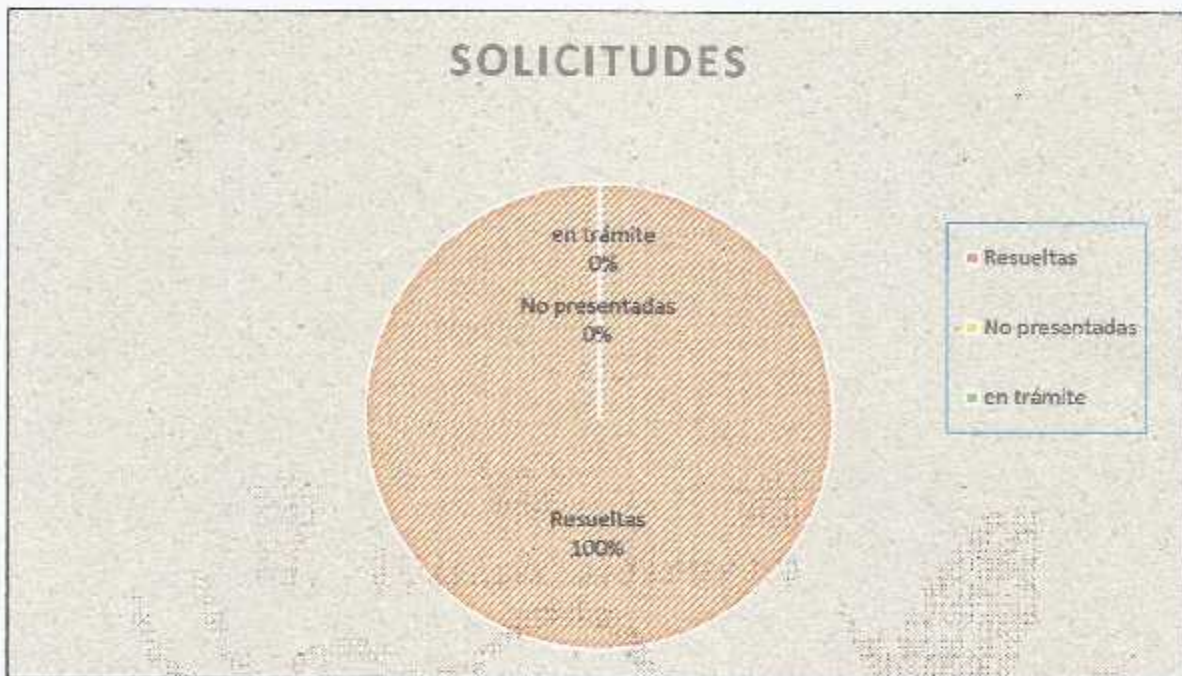 SOLICITUDES
en trámite
0%
No presentadas
0%
Resueltas
100%
Resueltas
No presentadas
en trámite